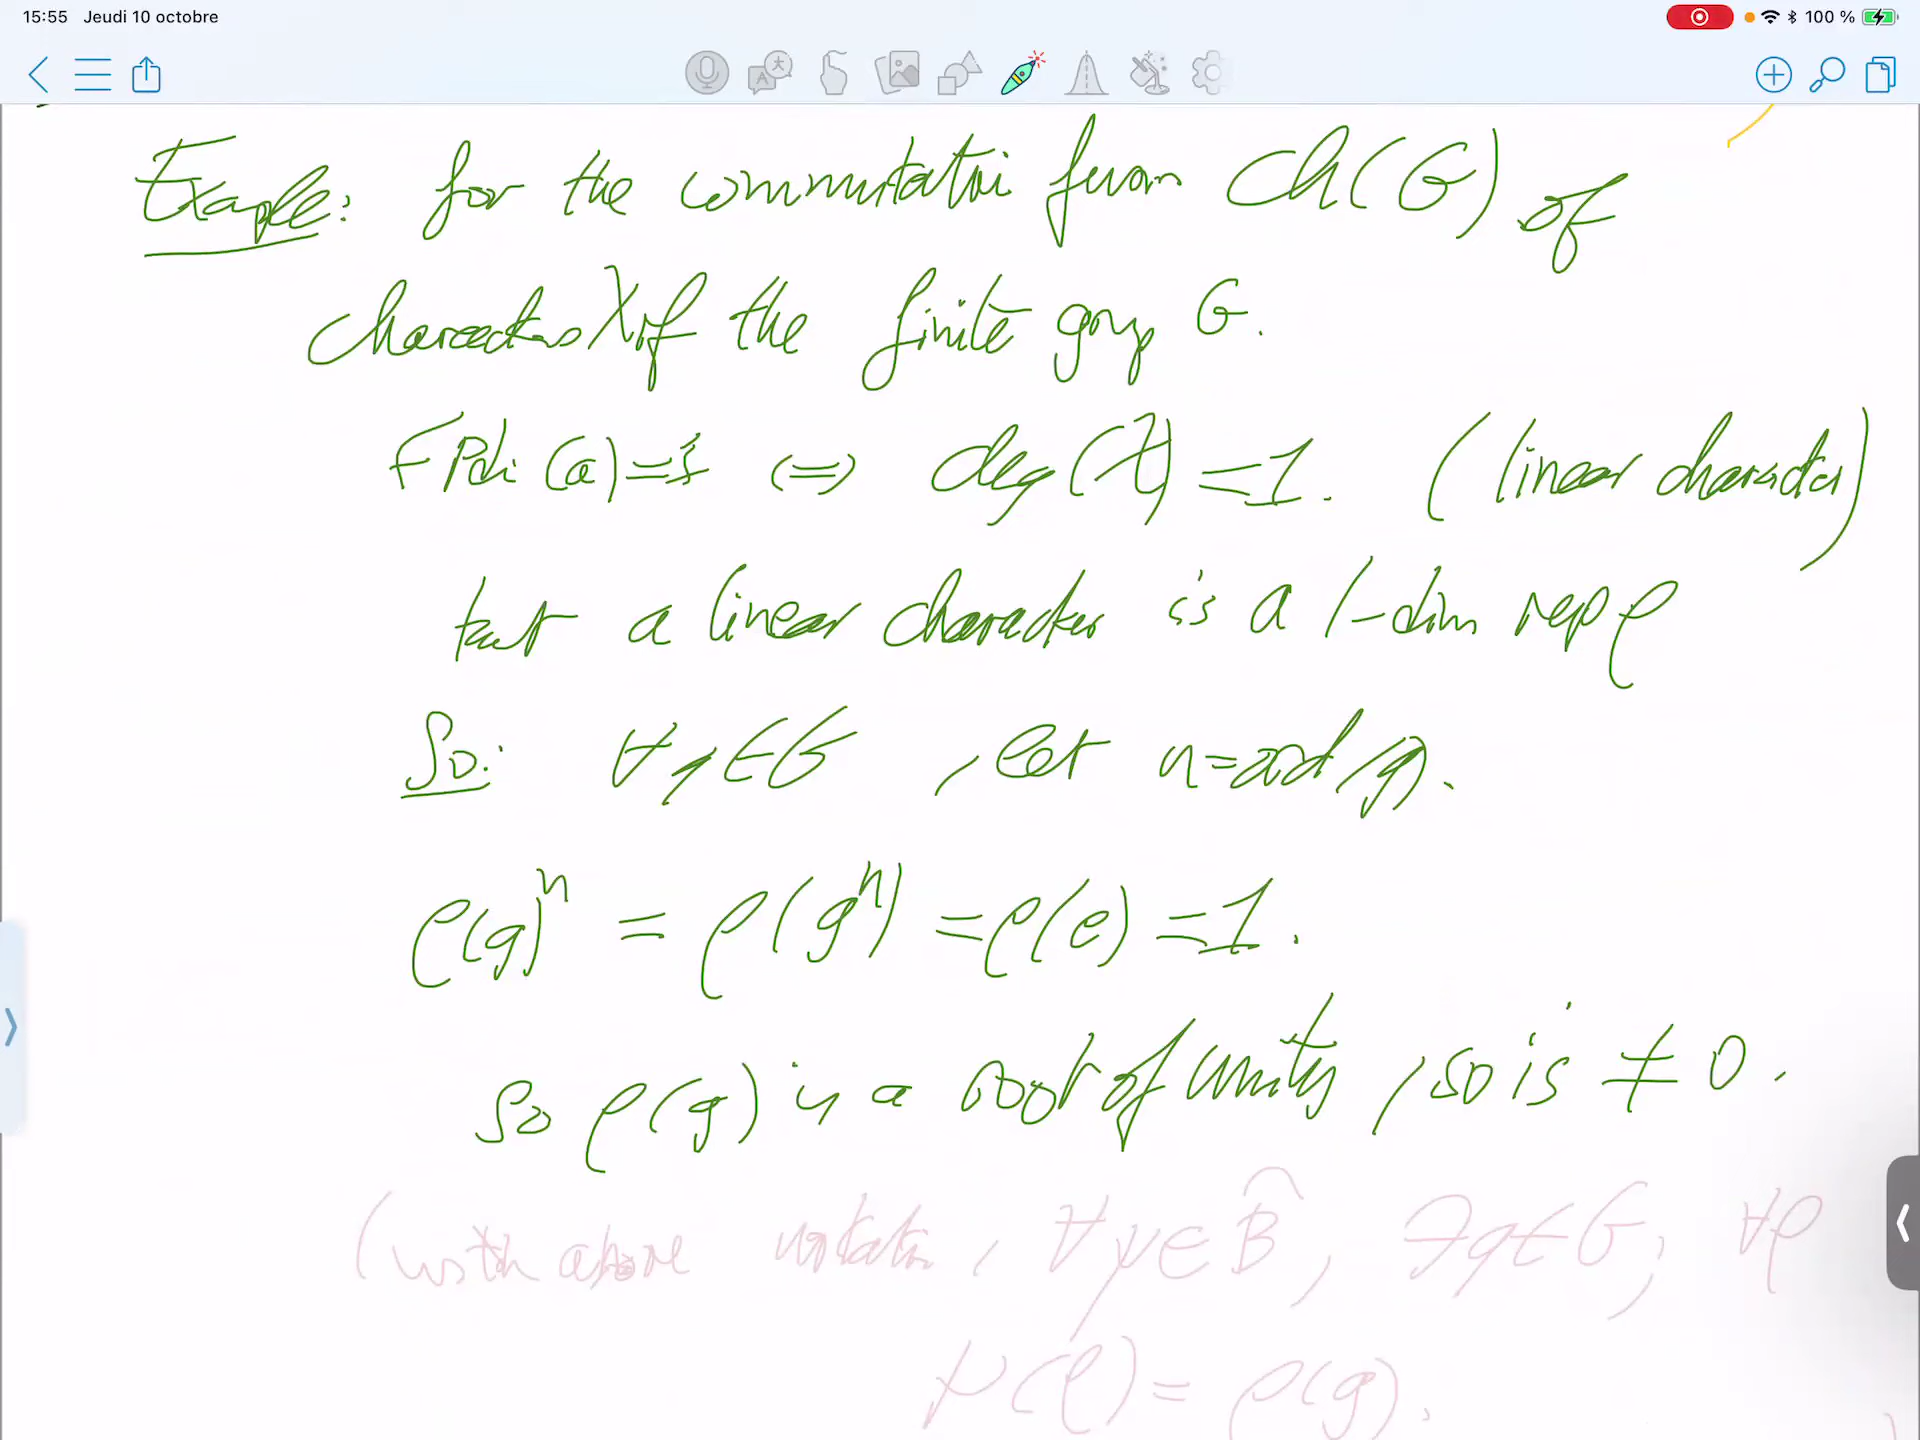 15:55 Jeudi 10 octobre 100 %
Example: for the commutative fusion Ch(G) of
characters χ of the finite group G.
FPdim(a)=1 ⟺ deg(χ)=1. (linear character)
but a linear character is a 1-dim rep ρ
So: ∀g∈G, let n=ord(g).
ρ(g)ⁿ = ρ(gⁿ) = ρ(e) = 1.
So ρ(g) is a root of unity, so is ≠ 0.
(with above notation, ∀μ∈B̂, ∃g∈G, ∀ρ
μ(ρ) = ρ(g).